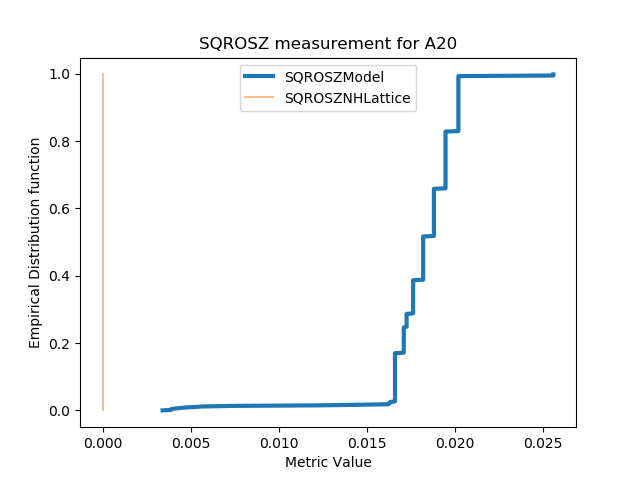 SQROSZ measurement for A20
SQROSZModel
SQROSZNHLattice
Empirical Distribution function
1.0
0.8
0.6
0.4
0.2
0.0
0.000 0.005 0.010 0.015 0.020 0.025
Metric Value